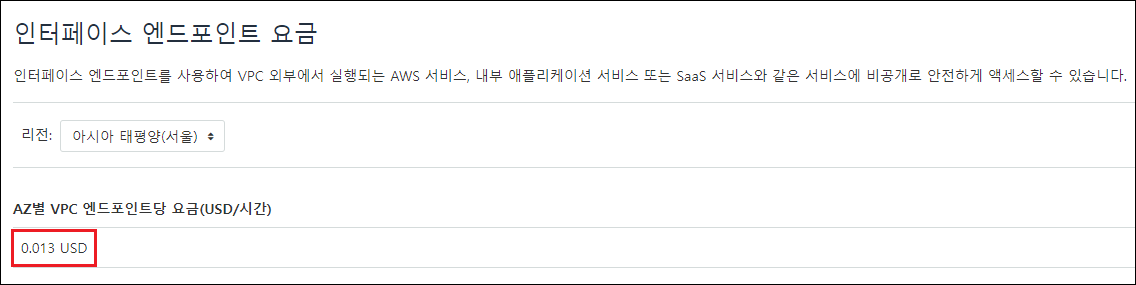 인터페이스 엔드포인트 요금
인터페이스 엔드포인트를 사용하여 VPC 외부에서 실행되는 AWS 서비스, 내부 애플리케이션 서비스 또는 SaaS 서비스와 같은 서비스에 비공개로 안전하게 액세스할 수 있습니다.
리전: 아시아 태평양(서울)
AZ별 VPC 엔드포인트당 요금(USD/시간)
0.013 USD